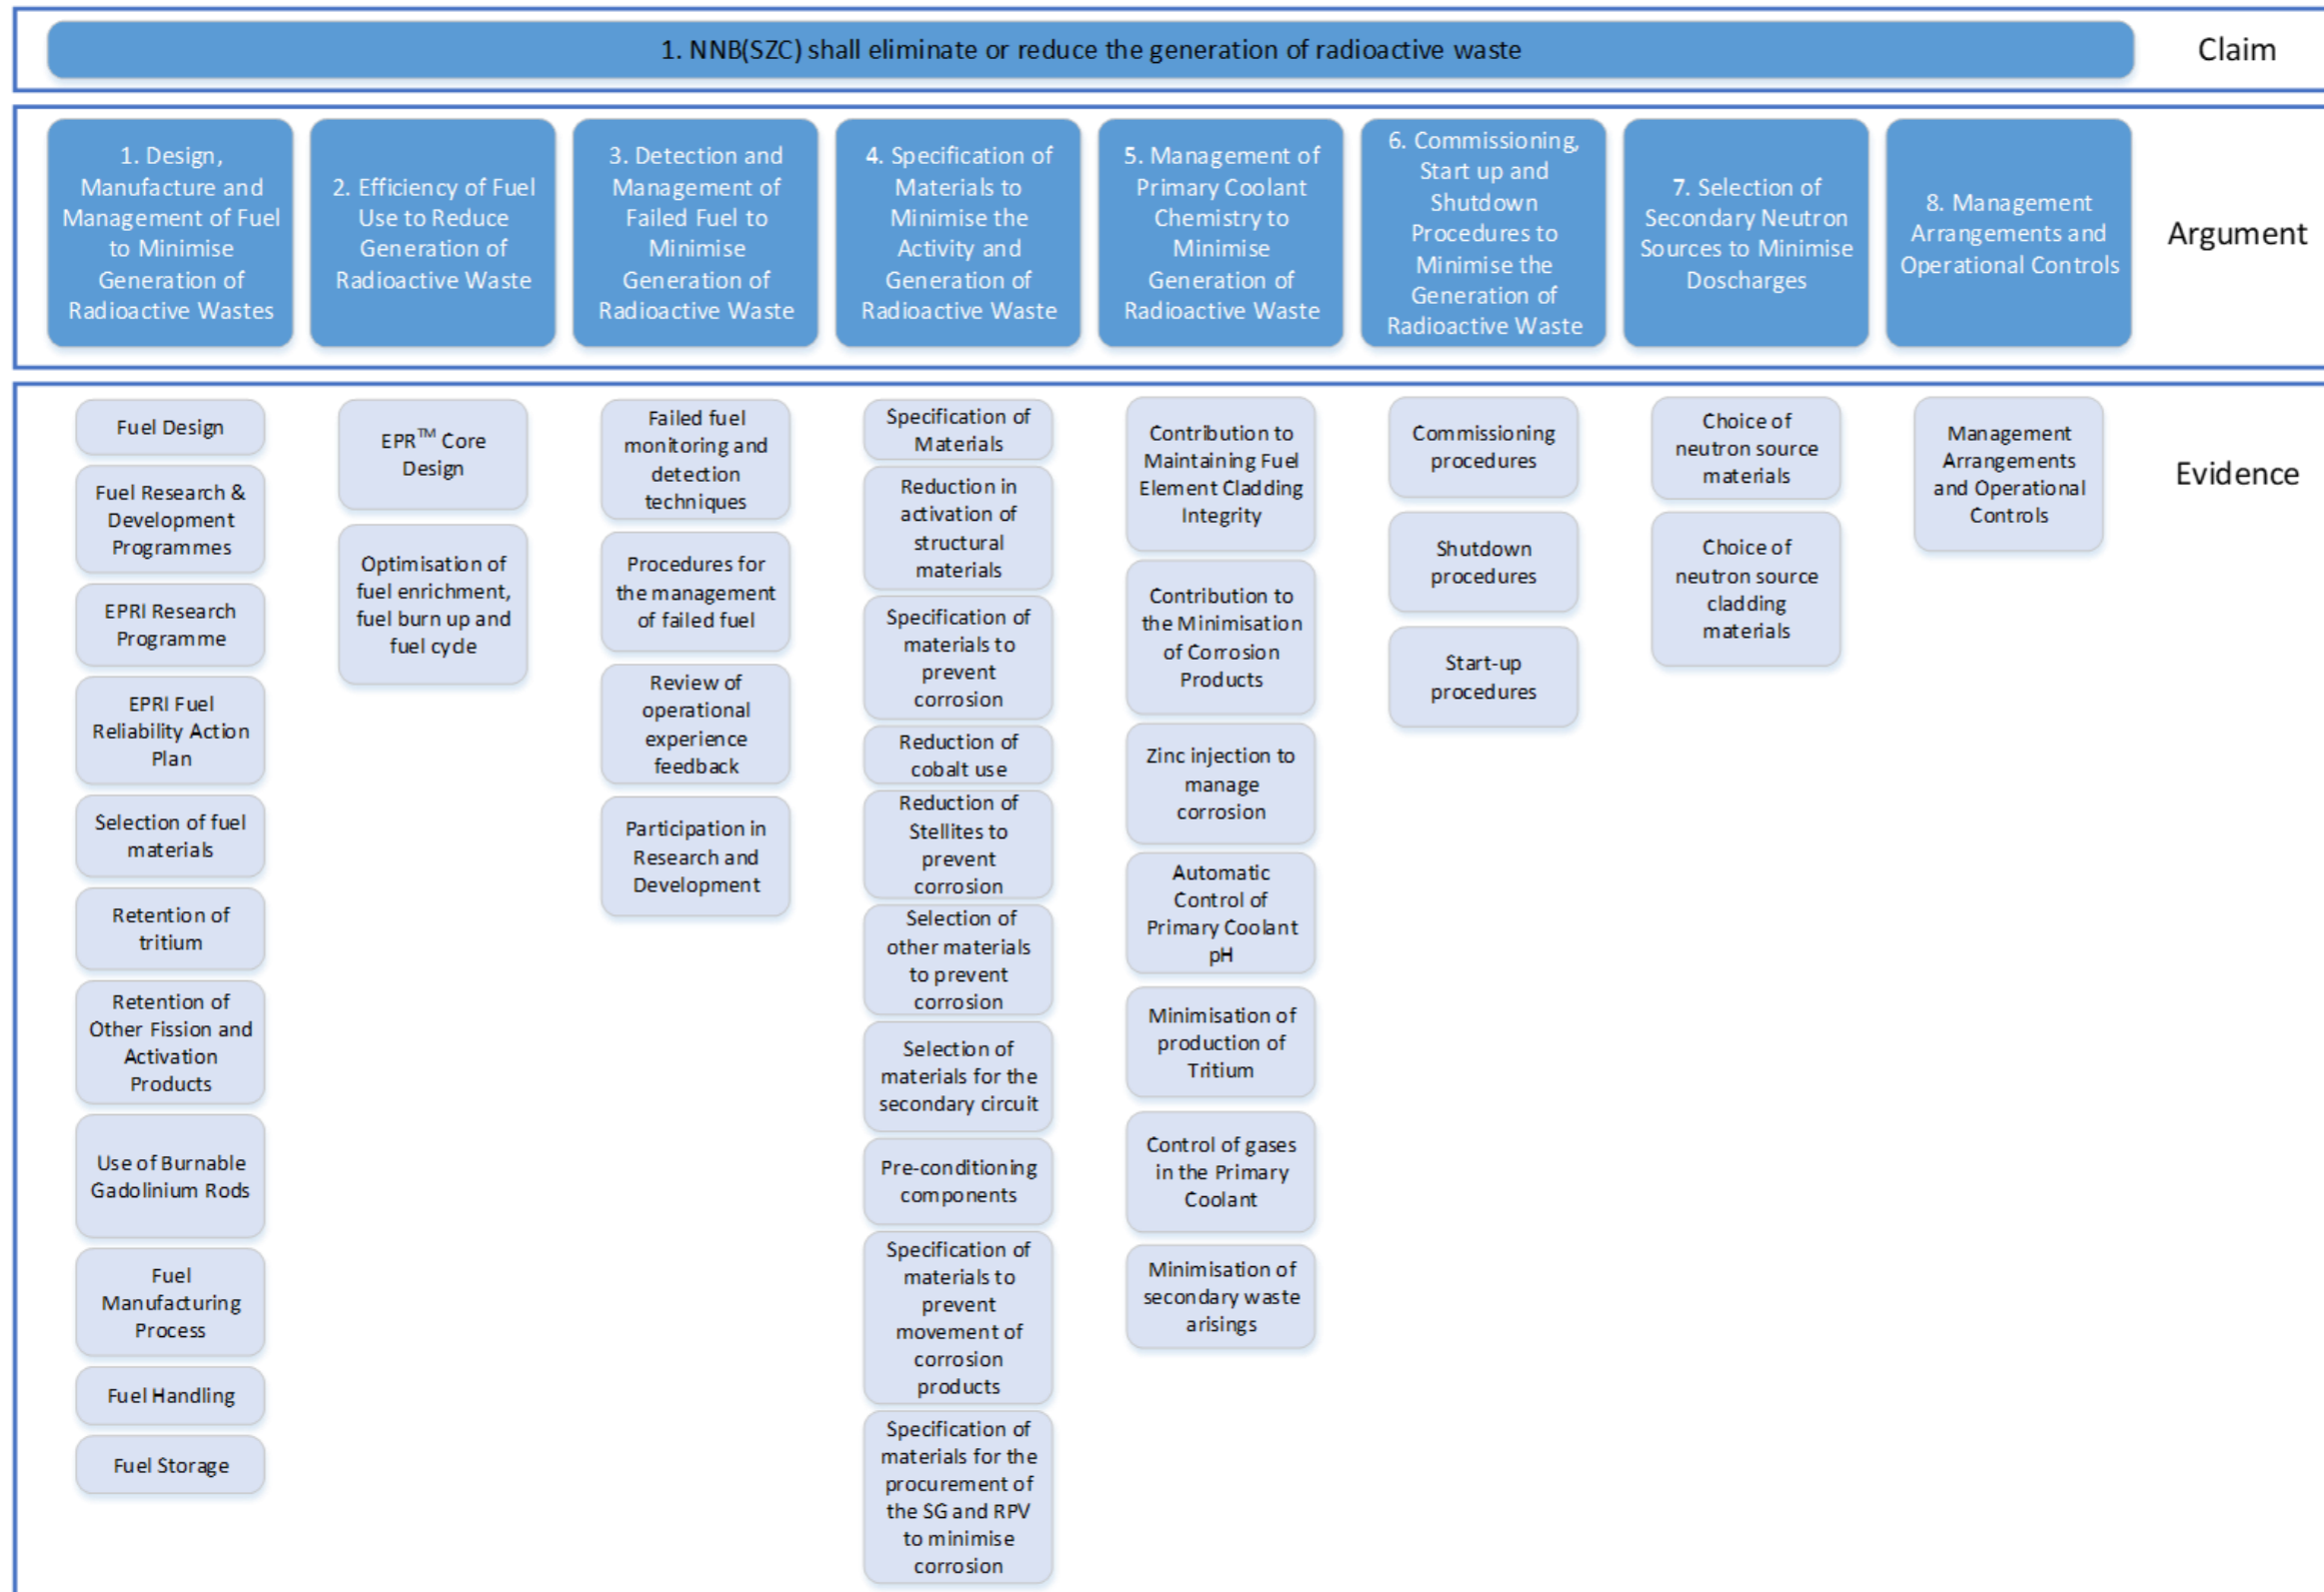 1. NNB(SZC) shall eliminate or reduce the generation of radioactive waste
Claim
1. Design,
Manufacture and
Management of Fuel
to Minimise
Generation of
Radioactive Wastes
2. Efficiency of Fuel
Use to Reduce
Generation of
Radioactive Waste
3. Detection and
Management of
Failed Fuel to
Minimise
Generation of
Radioactive Waste
4. Specification of
Materials to
Minimise the
Activity and
Generation of
Radioactive Waste
5. Management of
Primary Coolant
Chemistry to
Minimise
Generation of
Radioactive Waste
6. Commissioning,
Start up and
Shutdown
Procedures to
Minimise the
Generation of
Radioactive Waste
7. Selection of
Secondary Neutron
Sources to Minimise
Doscharges
8. Management
Arrangements and
Operational Controls
Argument
Fuel Design
Fuel Research &
Development
Programmes
EPRI Research
Programme
EPRI Fuel
Reliability Action
Plan
Selection of fuel
materials
Retention of
tritium
Retention of
Other Fission and
Activation
Products
Use of Burnable
Gadolinium Rods
Fuel
Manufacturing
Process
Fuel Handling
Fuel Storage
EPR™ Core
Design
Optimisation of
fuel enrichment,
fuel burn up and
fuel cycle
Failed fuel
monitoring and
detection
techniques
Procedures for
the management
of failed fuel
Review of
operational
experience
feedback
Participation in
Research and
Development
Specification of
Materials
Reduction in
activation of
structural
materials
Specification of
materials to
prevent
corrosion
Reduction of
cobalt use
Reduction of
Stellites to
prevent
corrosion
Selection of
other materials
to prevent
corrosion
Selection of
materials for the
secondary circuit
Pre-conditioning
components
Specification of
materials to
prevent
movement of
corrosion
products
Specification of
materials for the
procurement of
the SG and RPV
to minimise
corrosion
Contribution to
Maintaining Fuel
Element Cladding
Integrity
Contribution to
the Minimisation
of Corrosion
Products
Zinc injection to
manage
corrosion
Automatic
Control of
Primary Coolant
pH
Minimisation of
production of
Tritium
Control of gases
in the Primary
Coolant
Minimisation of
secondary waste
arisings
Commissioning
procedures
Shutdown
procedures
Start-up
procedures
Choice of
neutron source
materials
Choice of
neutron source
cladding
materials
Management
Arrangements
and Operational
Controls
Evidence